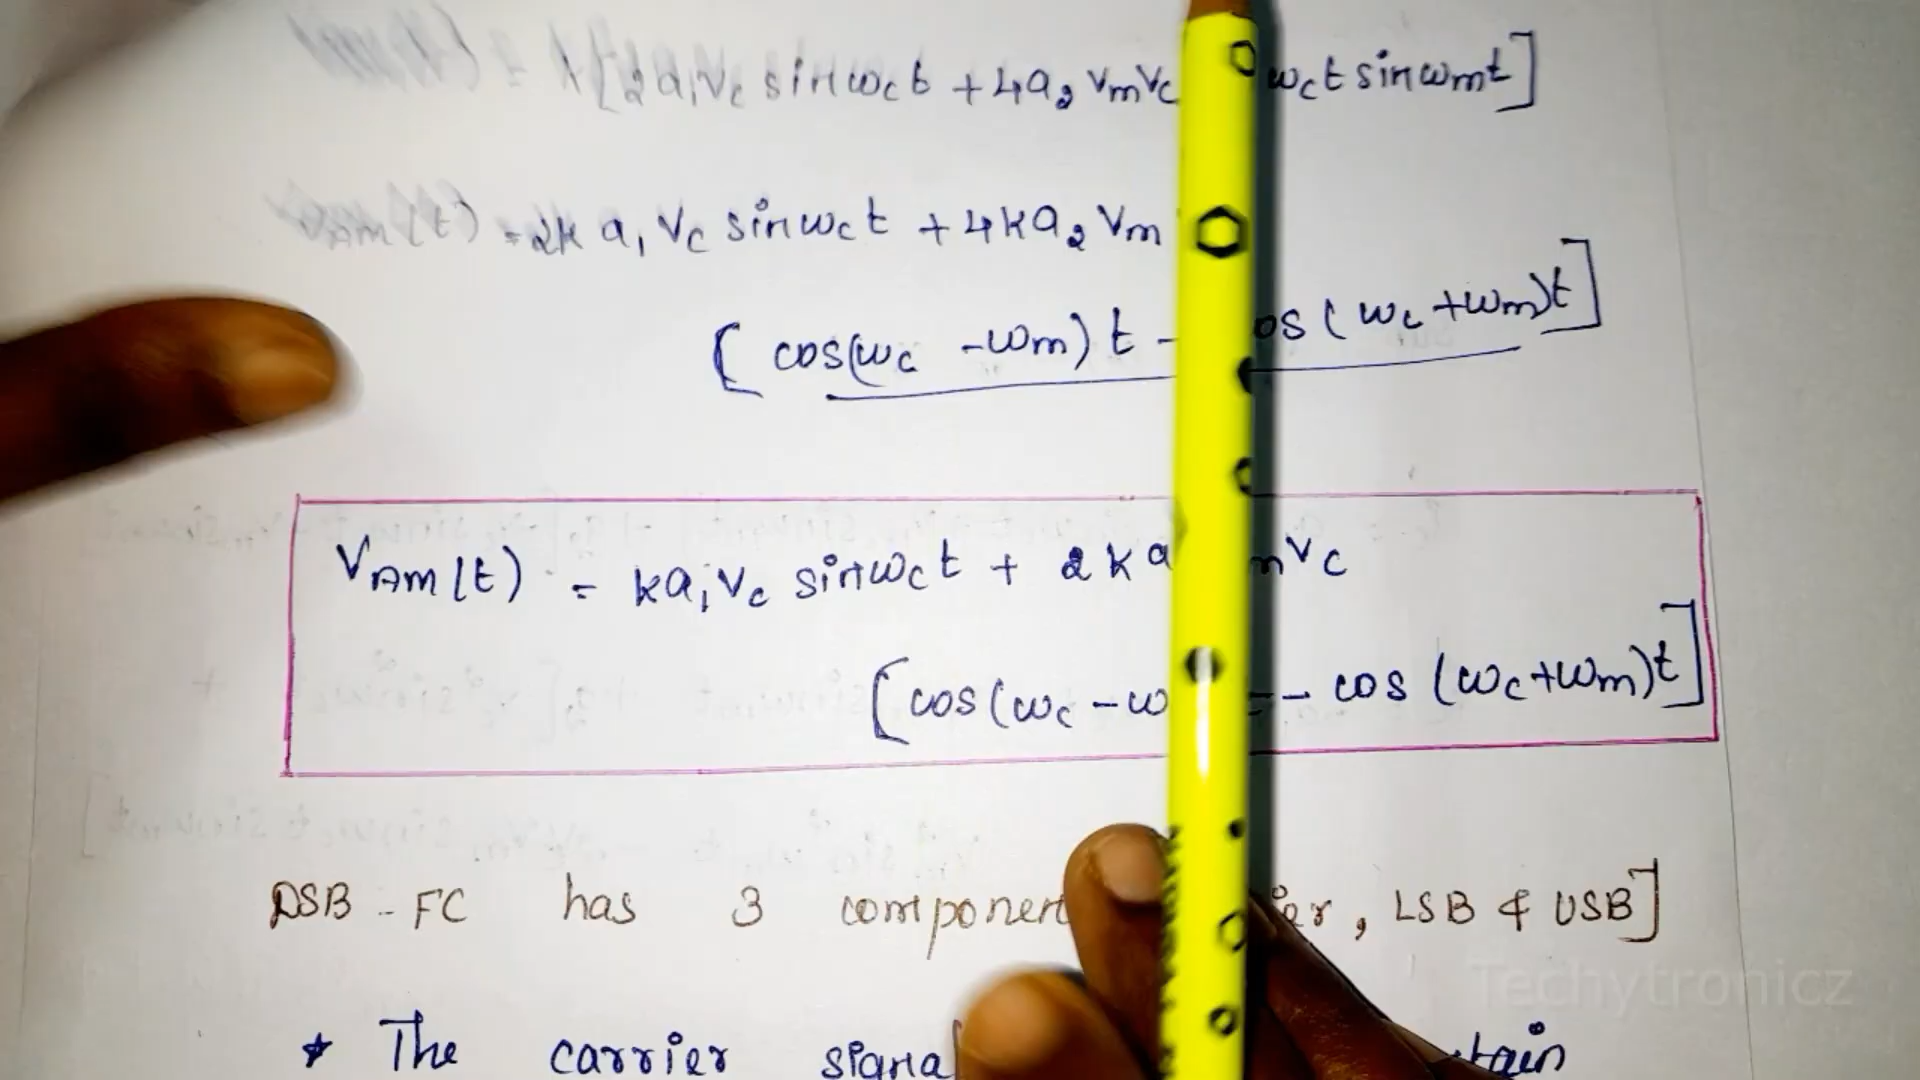 = K[2a₁Vc sinωct + 4a₂ VmVc ωct sinωmt]
(t) = 2K a₁ Vc sinωct + 4Ka₂ Vm
[cos(ωc -ωm) t - os(ωc +ωm)t]
VAM(t) = Ka₁Vc sinωct + 2Ka mVc
[cos(ωc -ω - cos (ωc+ωm)t]
DSB - FC has 3 component er, LSB & USB]
* The carrier signal tain
Techytronicz